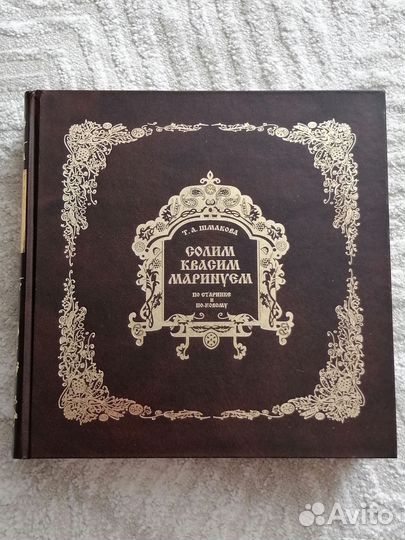 Т. А. ШМАКОВА
СОЛИМ
КВАСИМ
МАРИНУЕМ
ПО СТАРИНКЕ
И
ПО-НОВОМУ
Avito